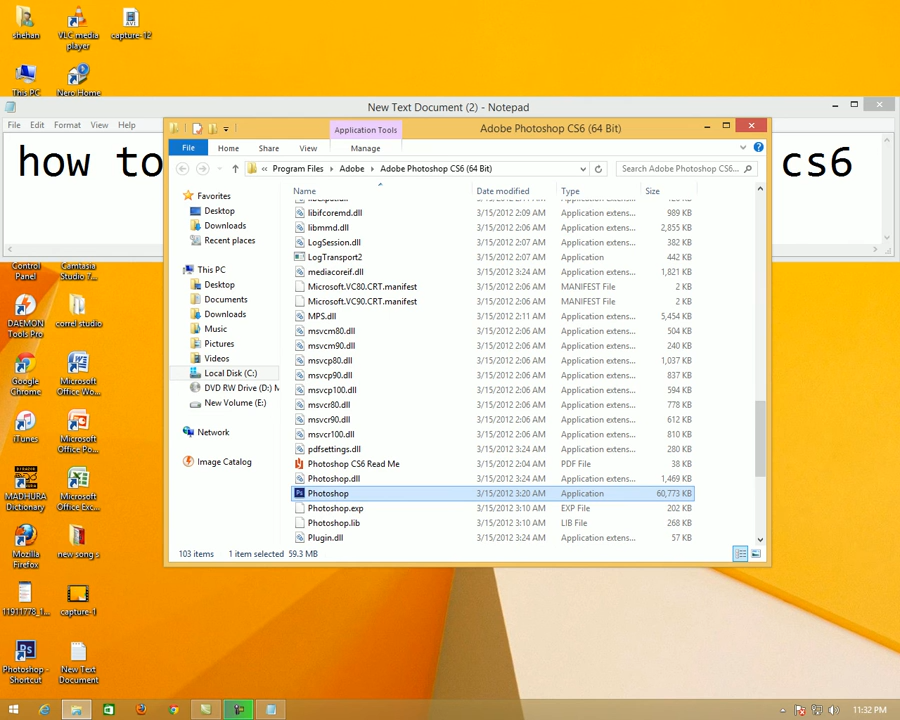 shehan
VLC media player
capture-12
This PC
Nero Home
New Text Document (2) - Notepad
File Edit Format View Help
how to
cs6
Application Tools
Adobe Photoshop CS6 (64 Bit)
File Home Share View Manage
« Program Files Adobe Adobe Photoshop CS6 (64 Bit)
Search Adobe Photoshop CS6...
Name Date modified Type Size
libifcoremd.dll 3/15/2012 2:09 AM Application extens... 989 KB
libmmd.dll 3/15/2012 2:06 AM Application extens... 2,855 KB
LogSession.dll 3/15/2012 2:07 AM Application extens... 382 KB
LogTransport2 3/15/2012 2:07 AM Application 442 KB
mediacoreif.dll 3/15/2012 3:24 AM Application extens... 1,821 KB
Microsoft.VC80.CRT.manifest 3/15/2012 2:06 AM MANIFEST File 2 KB
Microsoft.VC90.CRT.manifest 3/15/2012 2:06 AM MANIFEST File 2 KB
MPS.dll 3/15/2012 2:11 AM Application extens... 5,454 KB
msvcm80.dll 3/15/2012 2:06 AM Application extens... 504 KB
msvcm90.dll 3/15/2012 2:06 AM Application extens... 240 KB
msvcp80.dll 3/15/2012 2:06 AM Application extens... 1,037 KB
msvcp90.dll 3/15/2012 2:06 AM Application extens... 837 KB
msvcp100.dll 3/15/2012 2:06 AM Application extens... 594 KB
msvcr80.dll 3/15/2012 2:06 AM Application extens... 778 KB
msvcr90.dll 3/15/2012 2:06 AM Application extens... 612 KB
msvcr100.dll 3/15/2012 2:06 AM Application extens... 810 KB
pdfsettings.dll 3/15/2012 3:24 AM Application extens... 280 KB
Photoshop CS6 Read Me 3/15/2012 2:04 AM PDF File 38 KB
Photoshop.dll 3/15/2012 3:24 AM Application extens... 1,469 KB
Photoshop 3/15/2012 3:20 AM Application 60,773 KB
Photoshop.exp 3/15/2012 3:10 AM EXP File 202 KB
Photoshop.lib 3/15/2012 3:10 AM LIB File 268 KB
Plugin.dll 3/15/2012 3:24 AM Application extens... 57 KB
Favorites
Desktop
Downloads
Recent places
This PC
Desktop
Documents
Downloads
Music
Pictures
Videos
Local Disk (C:)
DVD RW Drive (D:) M
New Volume (E:)
Network
Image Catalog
103 items 1 item selected 59.3 MB
Control Panel
Camtasia Studio 7...
DAEMON Tools Pro
correl studio
Google Chrome
Microsoft Office Wo...
iTunes
Microsoft Office Po...
MADHURA Dictionary
Microsoft Office Exc...
Mozilla Firefox
new song s
11911778_1...
capture-1
Photoshop - Shortcut
New Text Document
11:32 PM